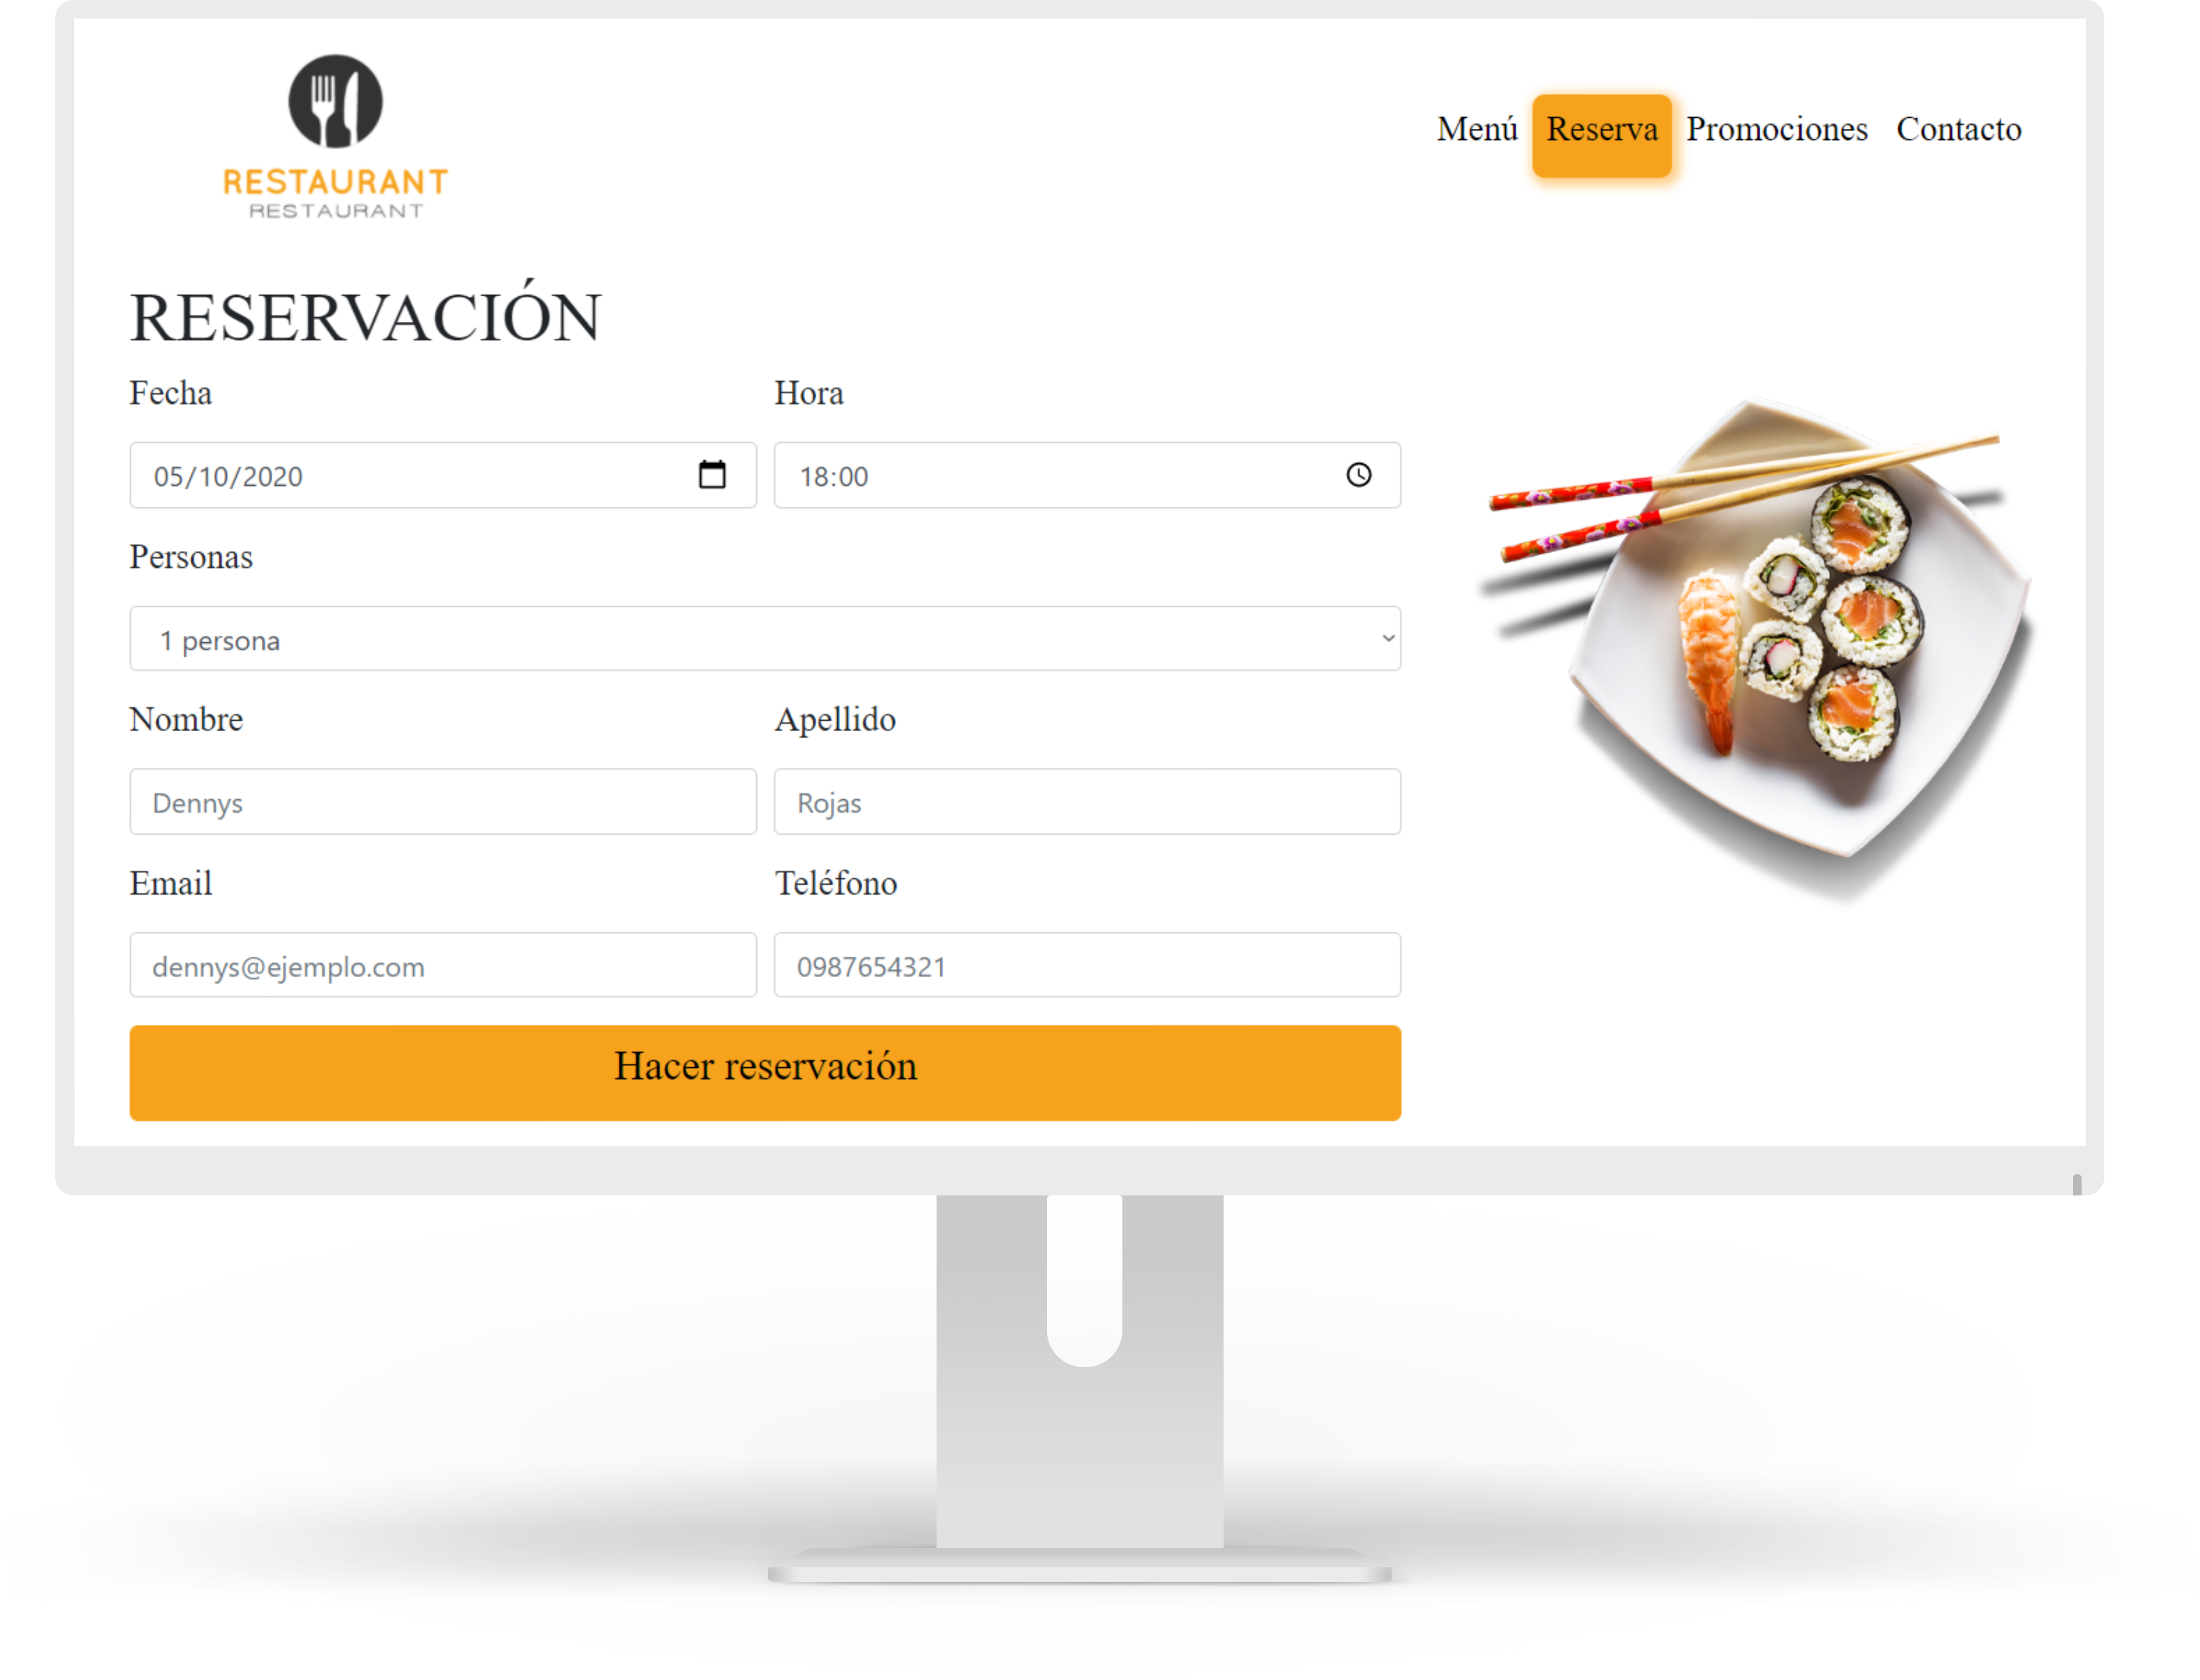 RESTAURANT
RESTAURANT
Menú Reserva Promociones Contacto
RESERVACIÓN
Fecha Hora
05/10/2020 18:00
Personas
1 persona
Nombre Apellido
Dennys Rojas
Email Teléfono
dennys@ejemplo.com 0987654321
Hacer reservación